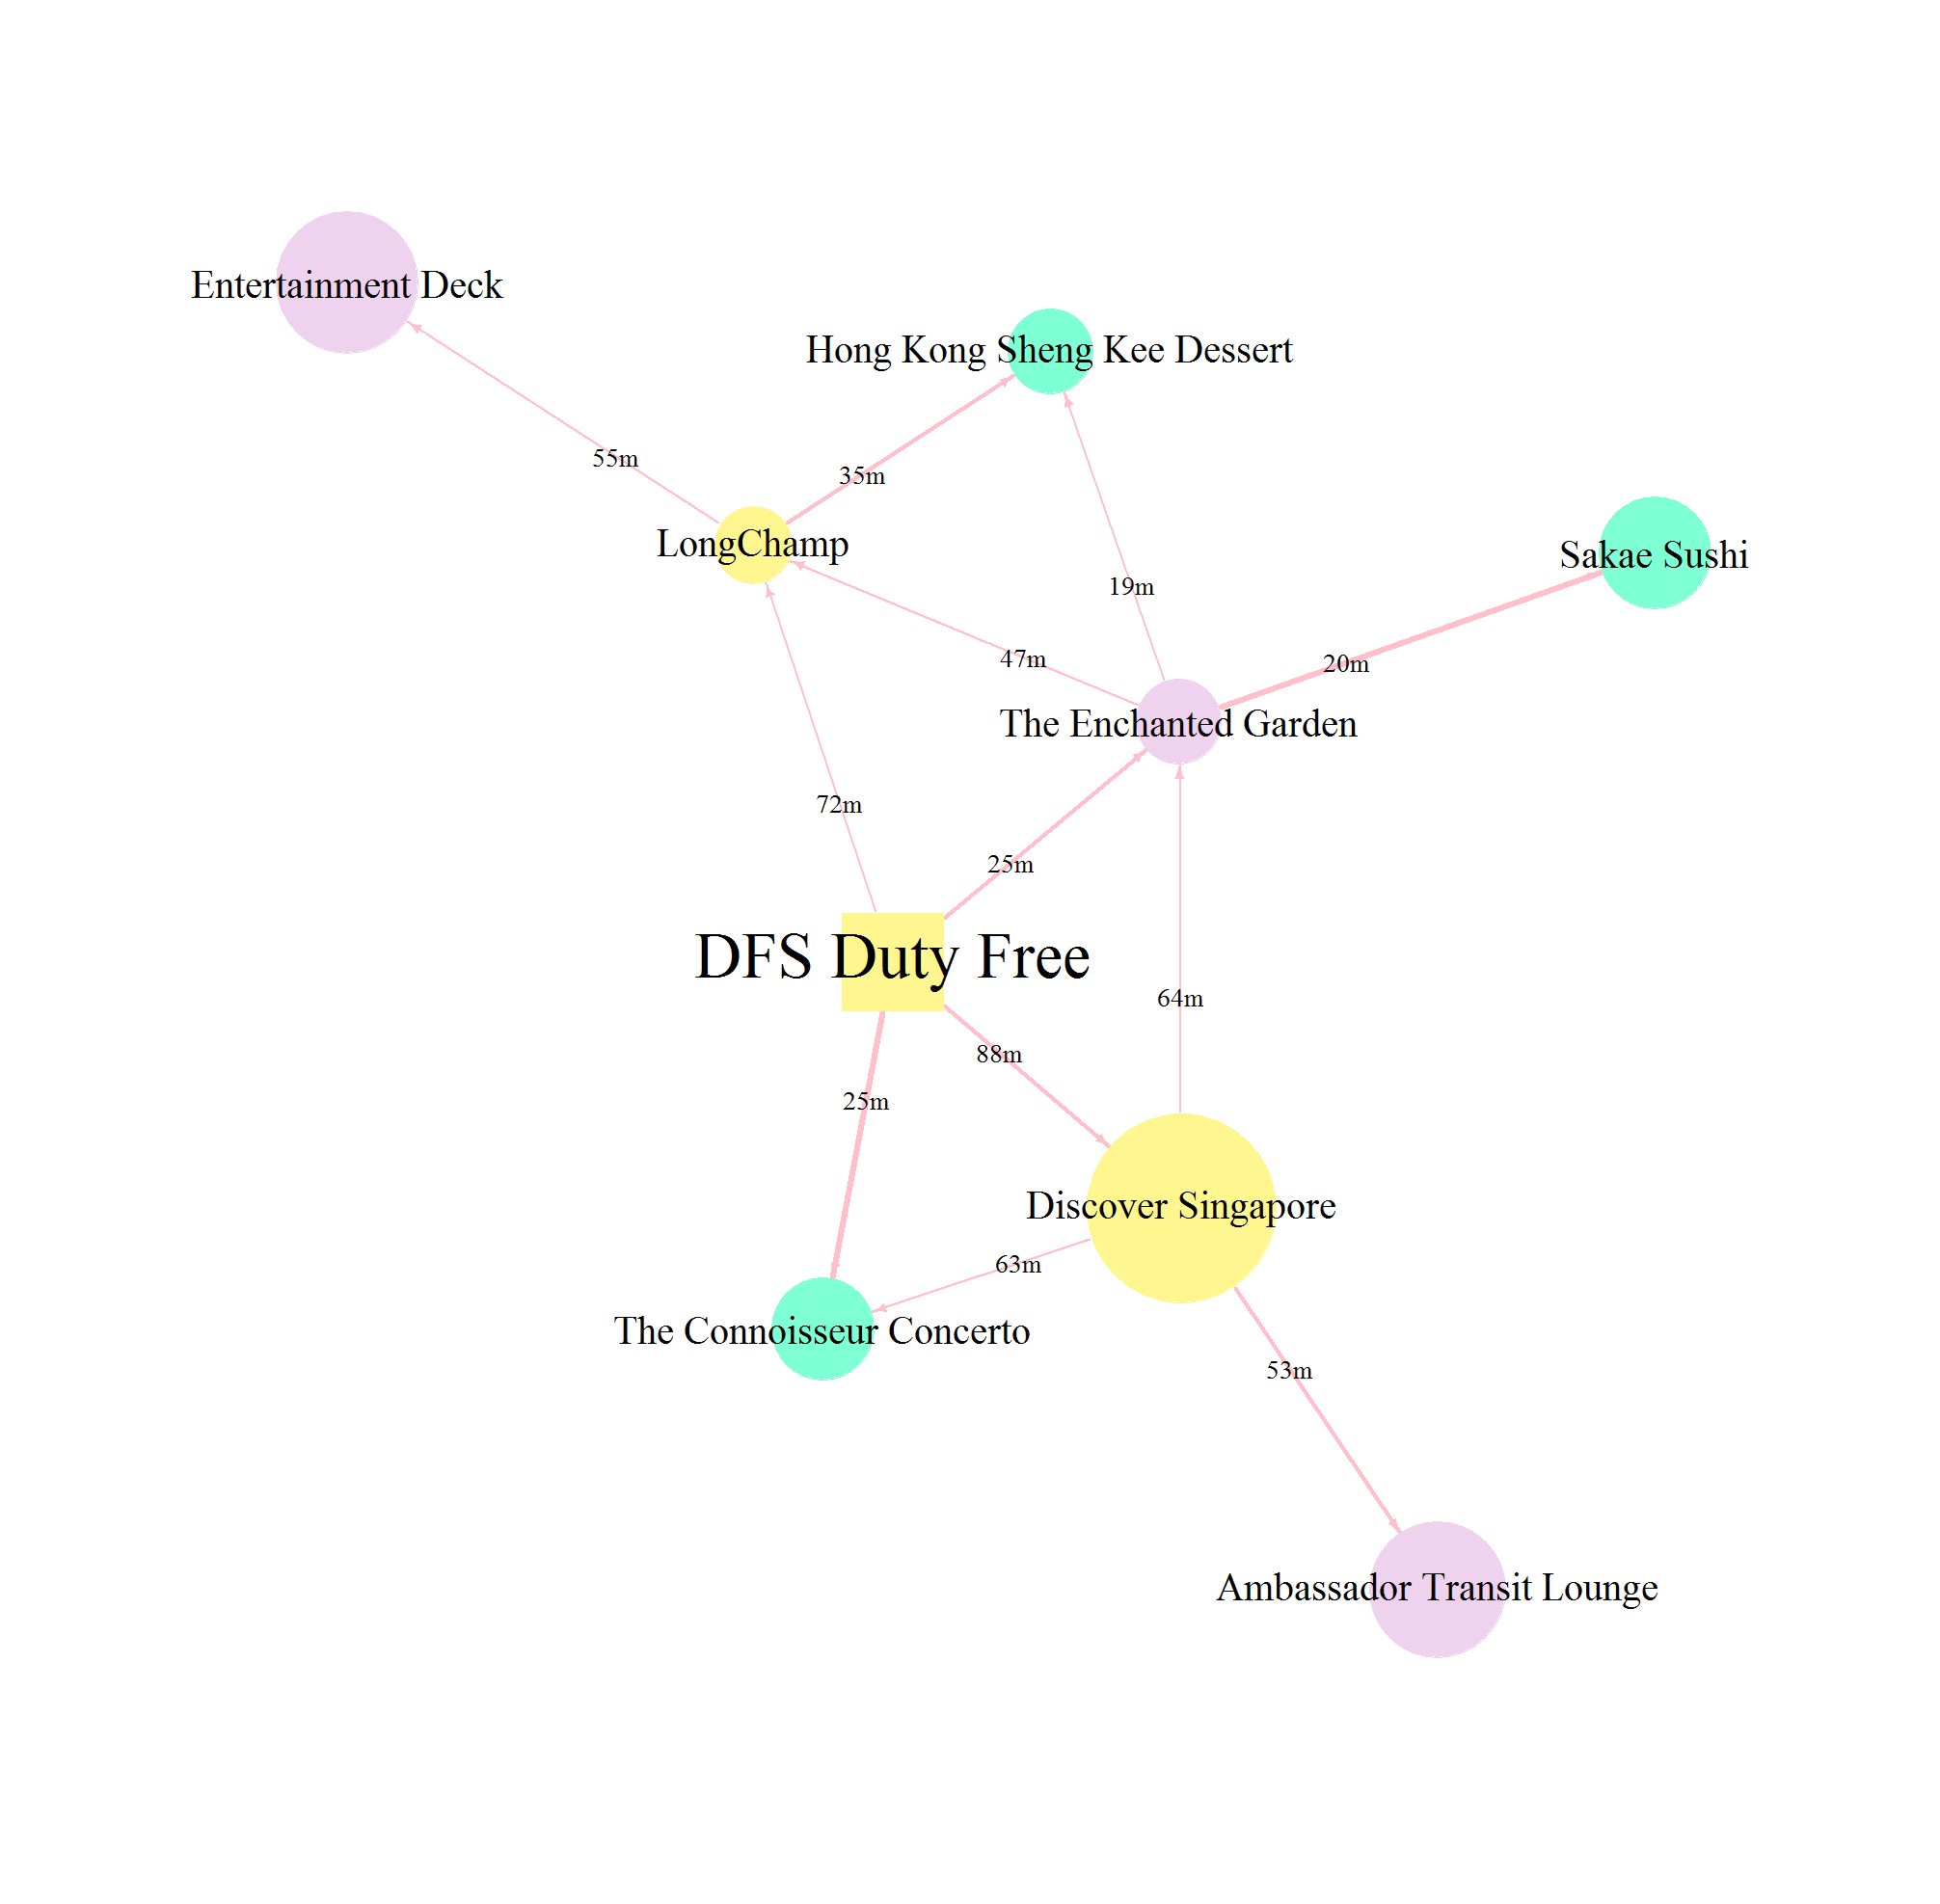 Entertainment Deck
Hong Kong Sheng Kee Dessert
55m
35m
LongChamp
Sakae Sushi
19m
47m
20m
The Enchanted Garden
72m
25m
DFS Duty Free
64m
88m
25m
Discover Singapore
63m
The Connoisseur Concerto
53m
Ambassador Transit Lounge